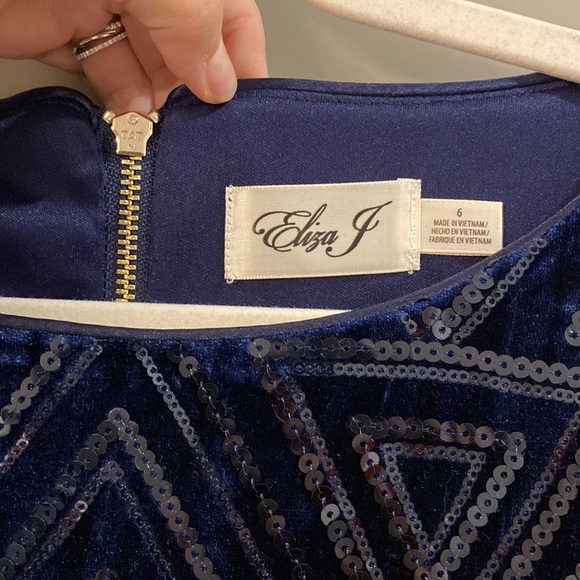 Eliza J
6
MADE IN VIETNAM/
HECHO EN VIETNAM/
FABRIQUE EN VIETNAM